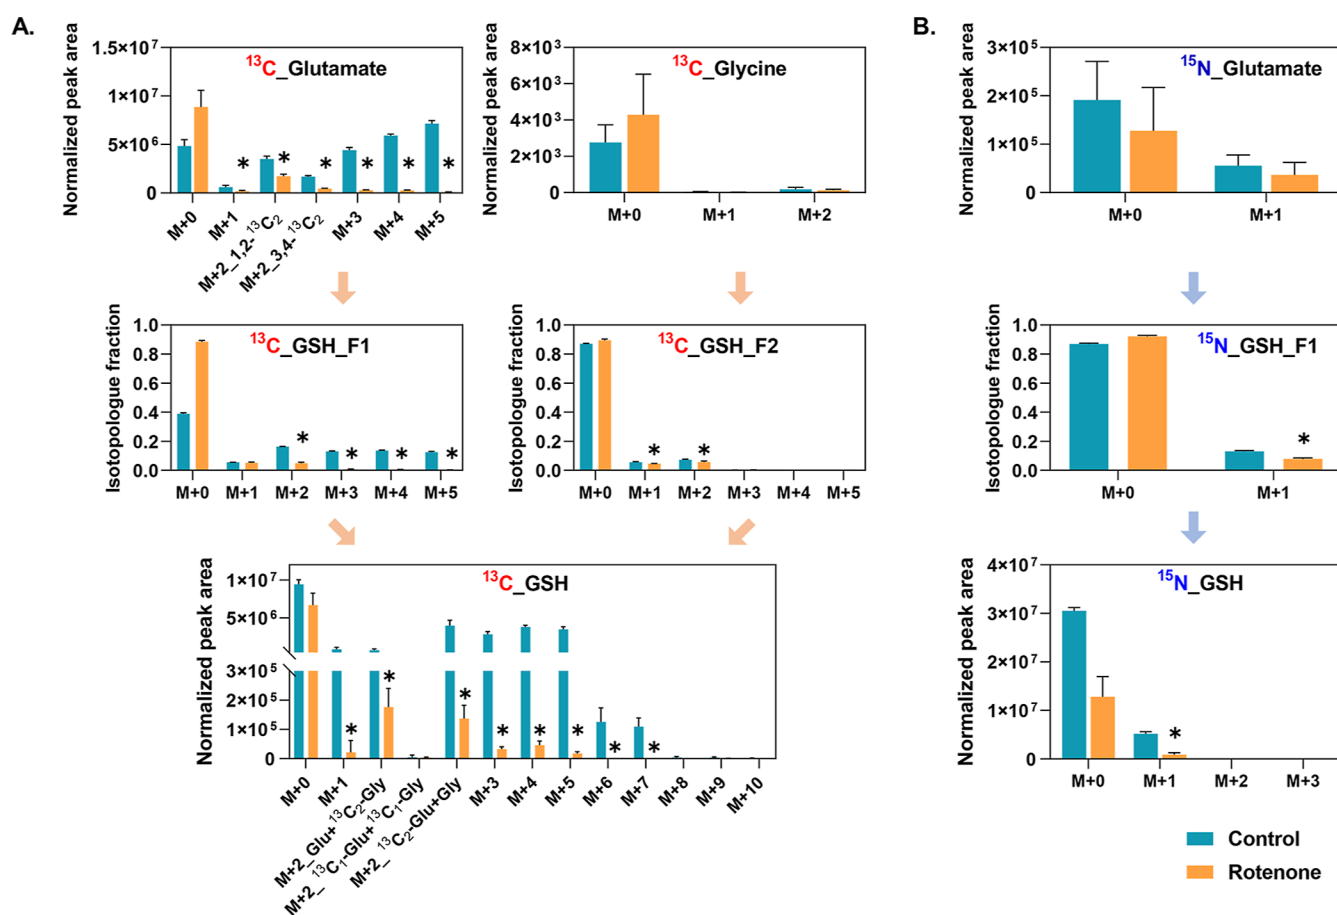 A.
Normalized peak area
1.5×10⁷
1×10⁷
5×10⁶
0
¹³C_Glutamate
* * * * * *
M+0 M+1 M+2_1,2-¹³C₂ M+2_3,4-¹³C₂ M+3 M+4 M+5
Normalized peak area
8×10³
6×10³
4×10³
2×10³
0
¹³C_Glycine
M+0 M+1 M+2
B.
Normalized peak area
3×10⁵
2×10⁵
1×10⁵
0
¹⁵N_Glutamate
M+0 M+1
Isotopologue fraction
1.0
0.8
0.6
0.4
0.2
0.0
¹³C_GSH_F1
* * * *
M+0 M+1 M+2 M+3 M+4 M+5
Isotopologue fraction
1.0
0.8
0.6
0.4
0.2
0.0
¹³C_GSH_F2
* *
M+0 M+1 M+2 M+3 M+4 M+5
Isotopologue fraction
1.0
0.8
0.6
0.4
0.2
0.0
¹⁵N_GSH_F1
*
M+0 M+1
Normalized peak area
1×10⁷
5×10⁶
3×10⁵
2×10⁵
1×10⁵
0
¹³C_GSH
* * * * * * * *
M+0 M+1 M+2_Glu+¹³C₂-Gly M+2_¹³C₁-Glu+¹³C₁-Gly M+2_¹³C₂-Glu+Gly M+3 M+4 M+5 M+6 M+7 M+8 M+9 M+10
Normalized peak area
4×10⁷
3×10⁷
2×10⁷
1×10⁷
0
¹⁵N_GSH
*
M+0 M+1 M+2 M+3
Control
Rotenone